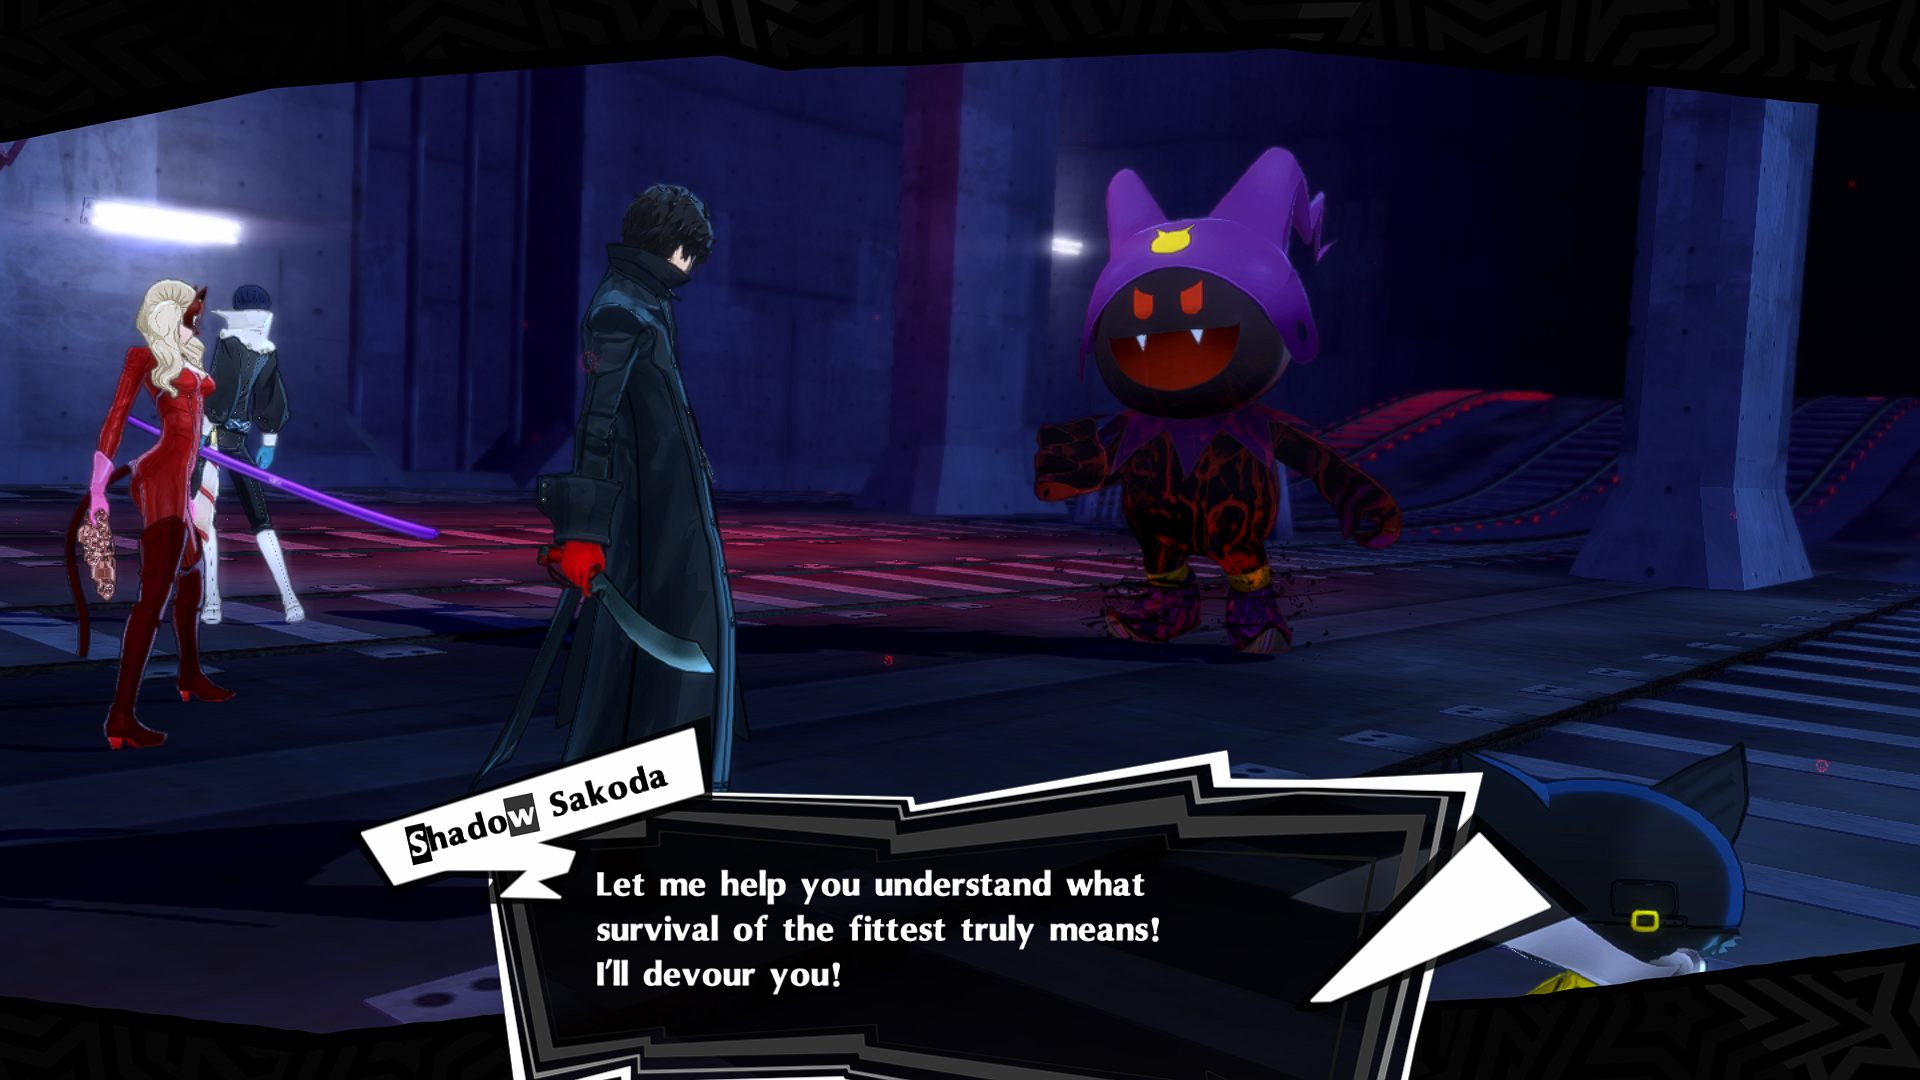 Shadow Sakoda
Let me help you understand what
survival of the fittest truly means!
I'll devour you!